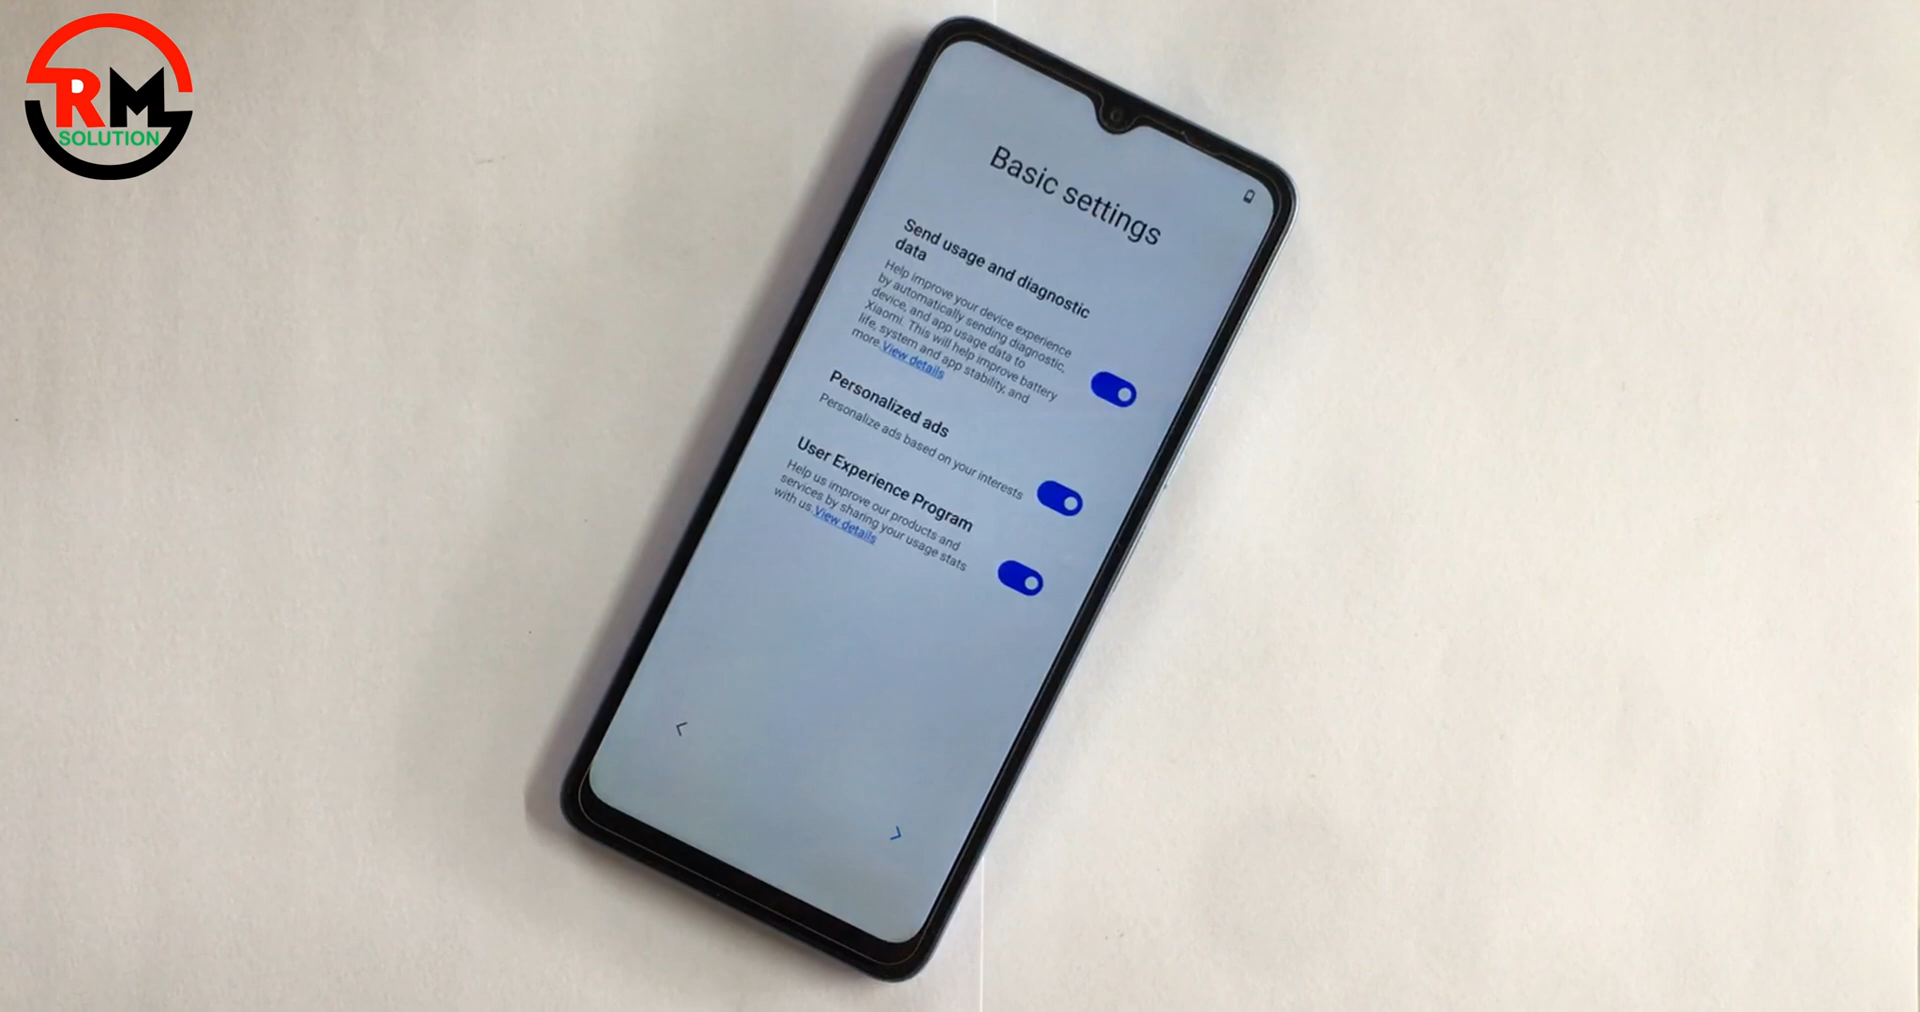 RM
SOLUTION
Basic settings
Send usage and diagnostic
data
Help improve your device experience
by automatically sending diagnostic,
device, and app usage data to
Xiaomi. This will help improve battery
life, system and app stability, and
more.View details
Personalized ads
Personalize ads based on your interests
User Experience Program
Help us improve our products and
services by sharing your usage stats
with us.View details